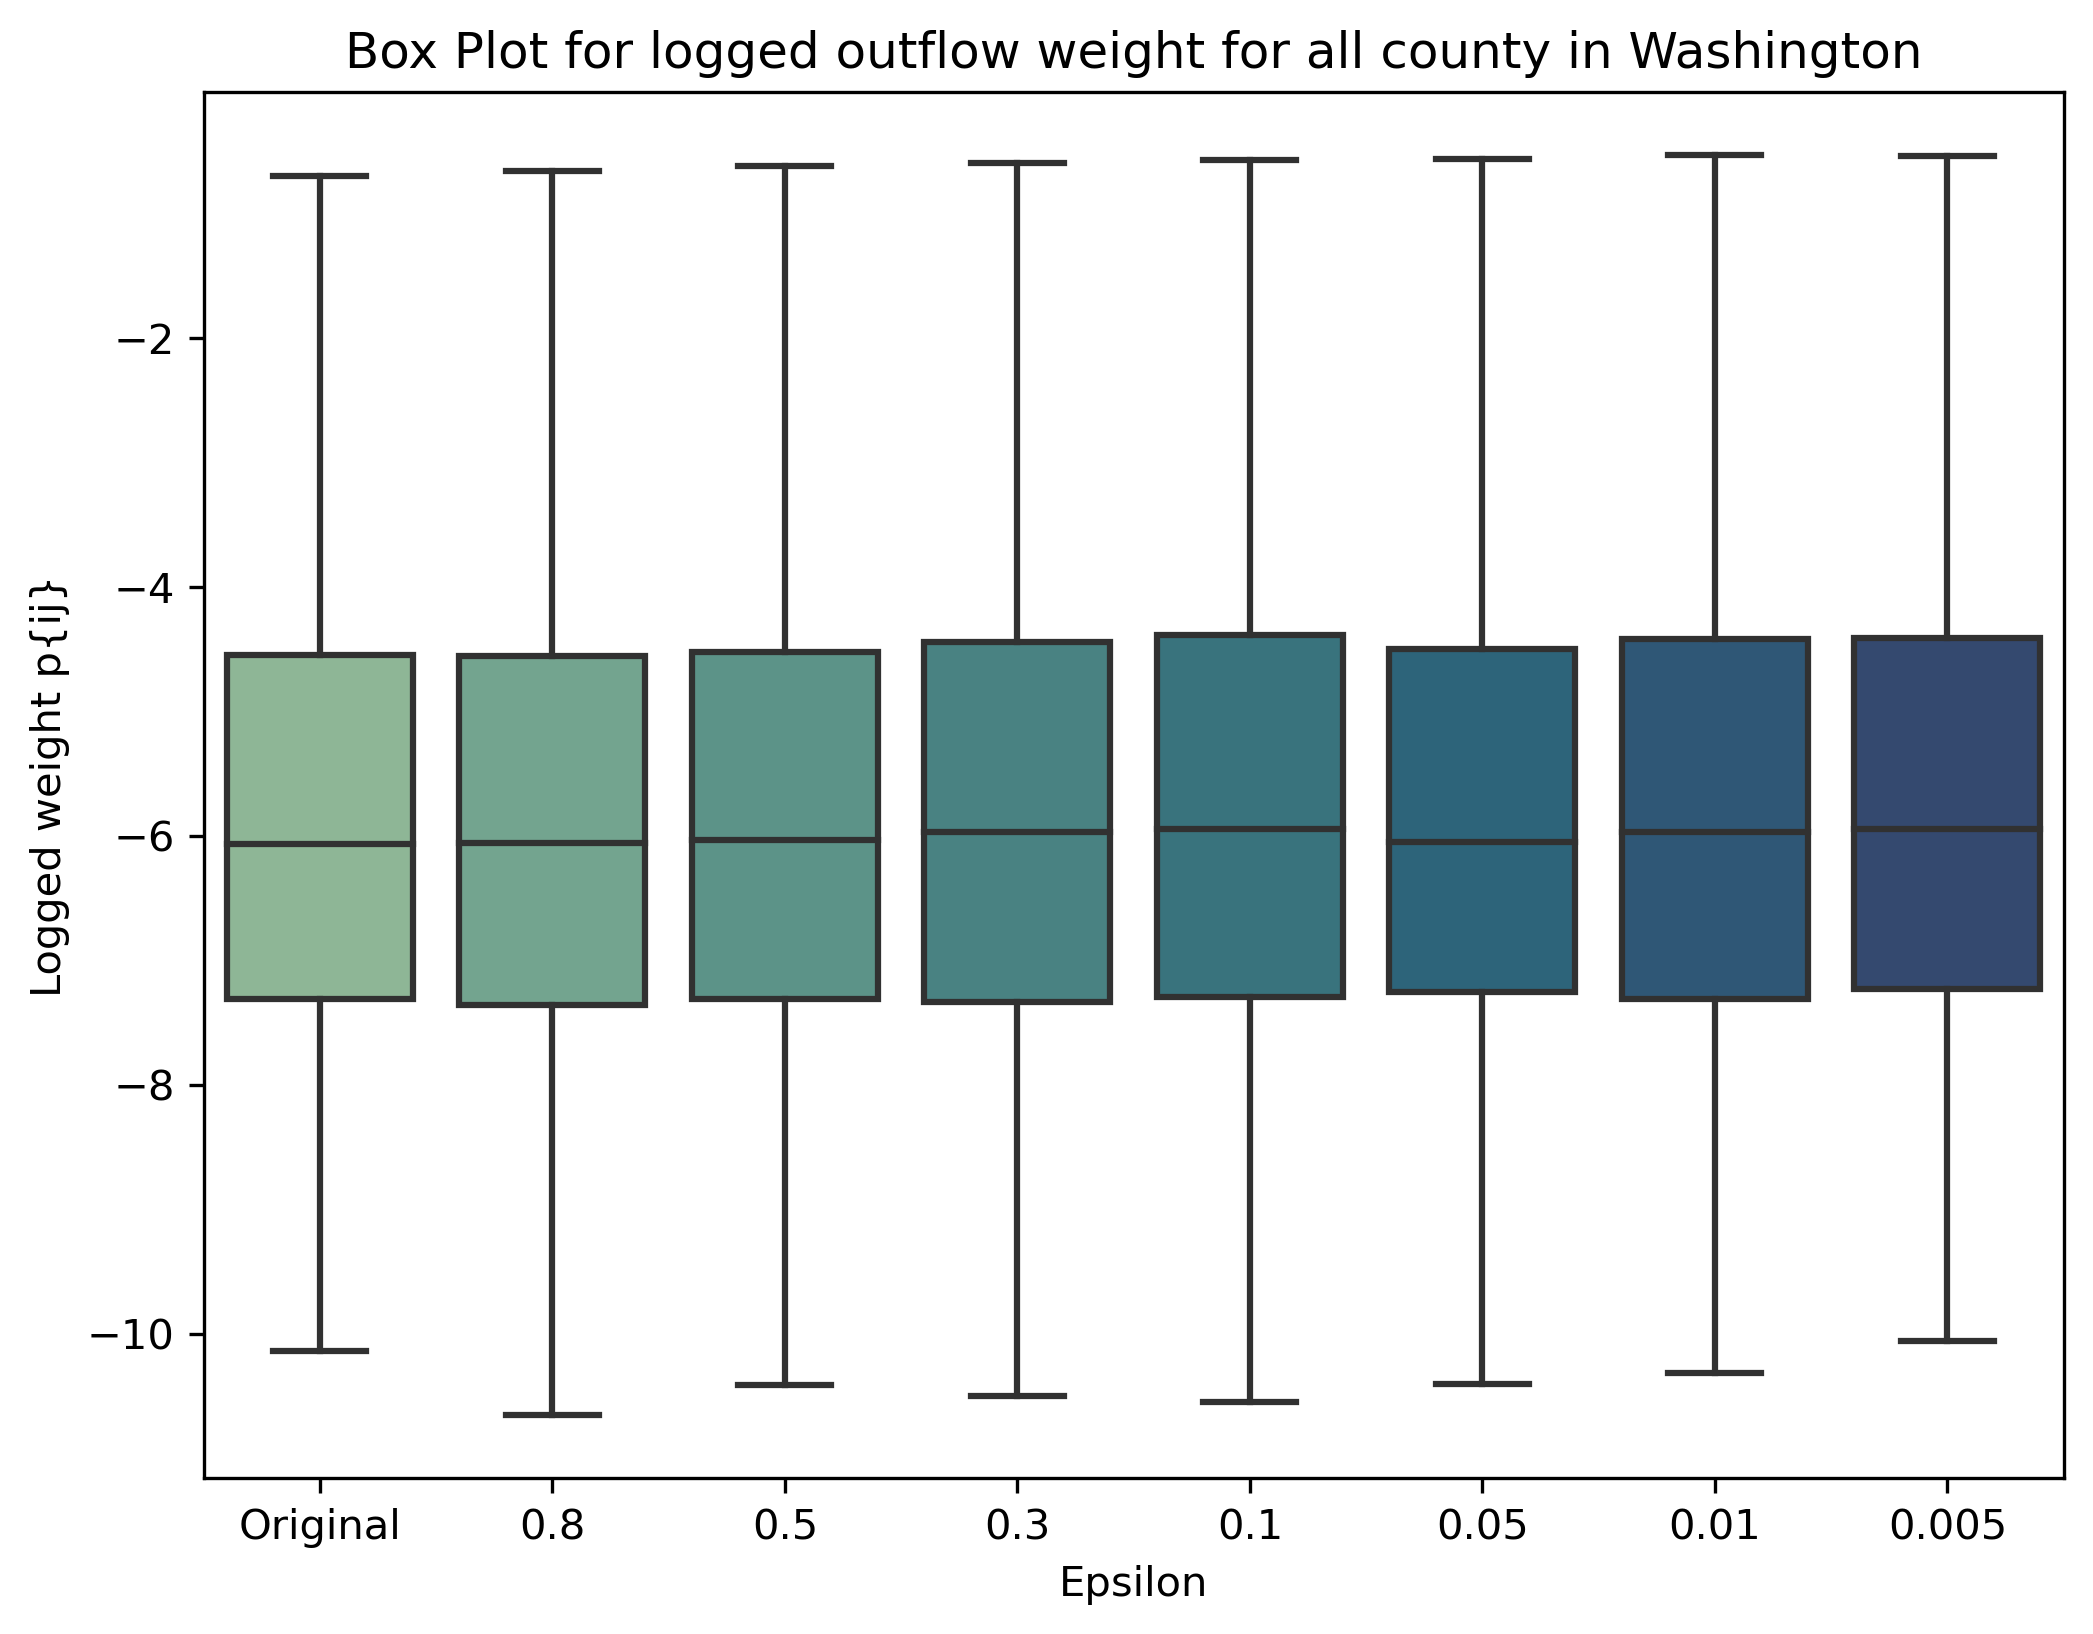 Box Plot for logged outflow weight for all county in Washington
Logged weight p{ij}
−2
−4
−6
−8
−10
Original 0.8 0.5 0.3 0.1 0.05 0.01 0.005
Epsilon